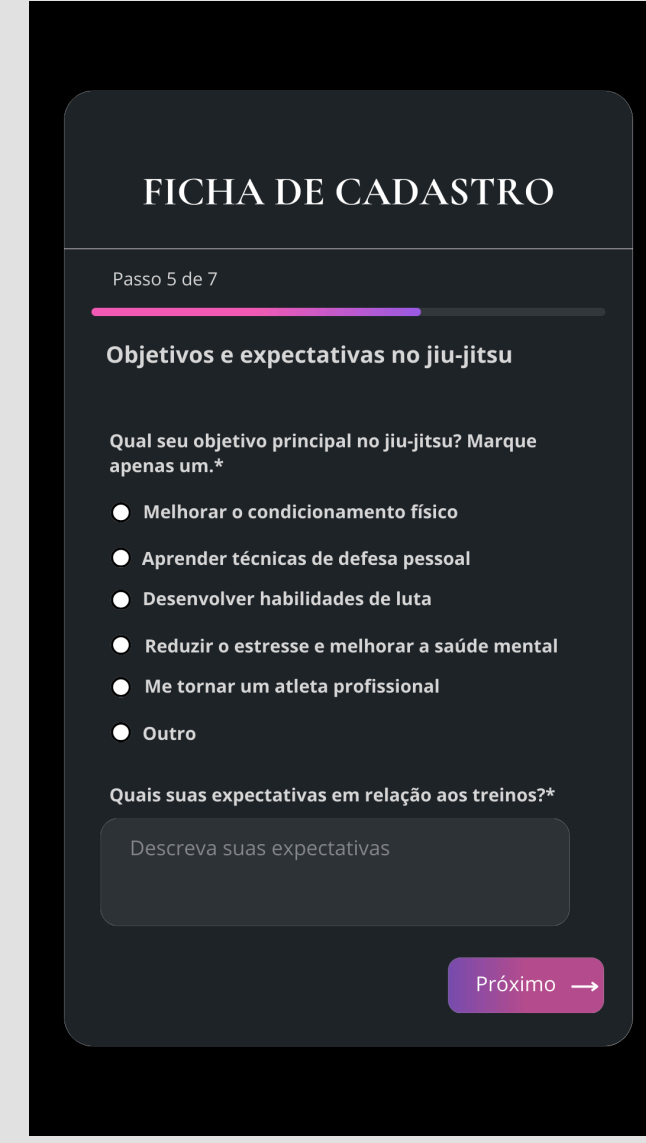 FICHA DE CADASTRO
Passo 5 de 7
Objetivos e expectativas no jiu-jitsu
Qual seu objetivo principal no jiu-jitsu? Marque
apenas um.*
Melhorar o condicionamento físico
Aprender técnicas de defesa pessoal
Desenvolver habilidades de luta
Reduzir o estresse e melhorar a saúde mental
Me tornar um atleta profissional
Outro
Quais suas expectativas em relação aos treinos?*
Descreva suas expectativas
Próximo